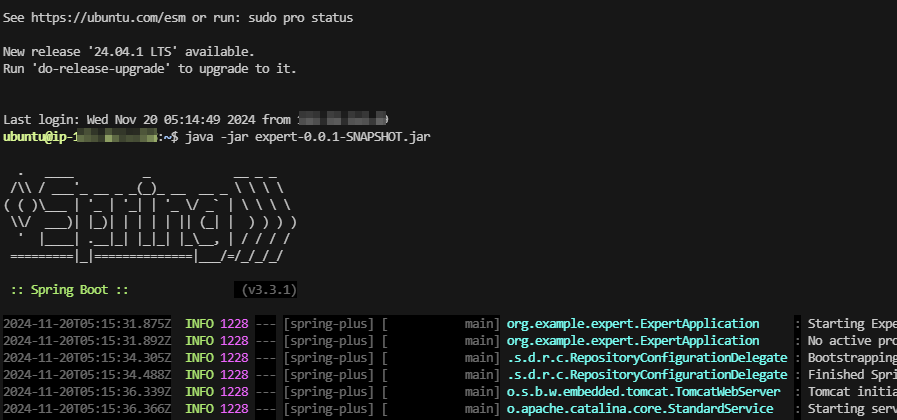 See https://ubuntu.com/esm or run: sudo pro status
New release '24.04.1 LTS' available.
Run 'do-release-upgrade' to upgrade to it.
Last login: Wed Nov 20 05:14:49 2024 from
ubuntu@ip-1 :~$ java -jar expert-0.0.1-SNAPSHOT.jar
  .   ____          _            __ _ _
 /\\ / ___'_ __ _ _(_)_ __  __ _ \ \ \ \
( ( )\___ | '_ | '_| | '_ \/ _` | \ \ \ \
 \\/  ___)| |_)| | | | | || (_| |  ) ) ) )
  '  |____| .__|_| |_|_| |_\__, | / / / /
 =========|_|==============|___/=/_/_/_/
 :: Spring Boot ::                (v3.3.1)
2024-11-20T05:15:31.875Z  INFO 1228 --- [spring-plus] [           main] org.example.expert.ExpertApplication     : Starting Expe
2024-11-20T05:15:31.892Z  INFO 1228 --- [spring-plus] [           main] org.example.expert.ExpertApplication     : No active pro
2024-11-20T05:15:34.305Z  INFO 1228 --- [spring-plus] [           main] .s.d.r.c.RepositoryConfigurationDelegate : Bootstrapping
2024-11-20T05:15:34.488Z  INFO 1228 --- [spring-plus] [           main] .s.d.r.c.RepositoryConfigurationDelegate : Finished Spri
2024-11-20T05:15:36.339Z  INFO 1228 --- [spring-plus] [           main] o.s.b.w.embedded.tomcat.TomcatWebServer  : Tomcat initia
2024-11-20T05:15:36.366Z  INFO 1228 --- [spring-plus] [           main] o.apache.catalina.core.StandardService   : Starting serv